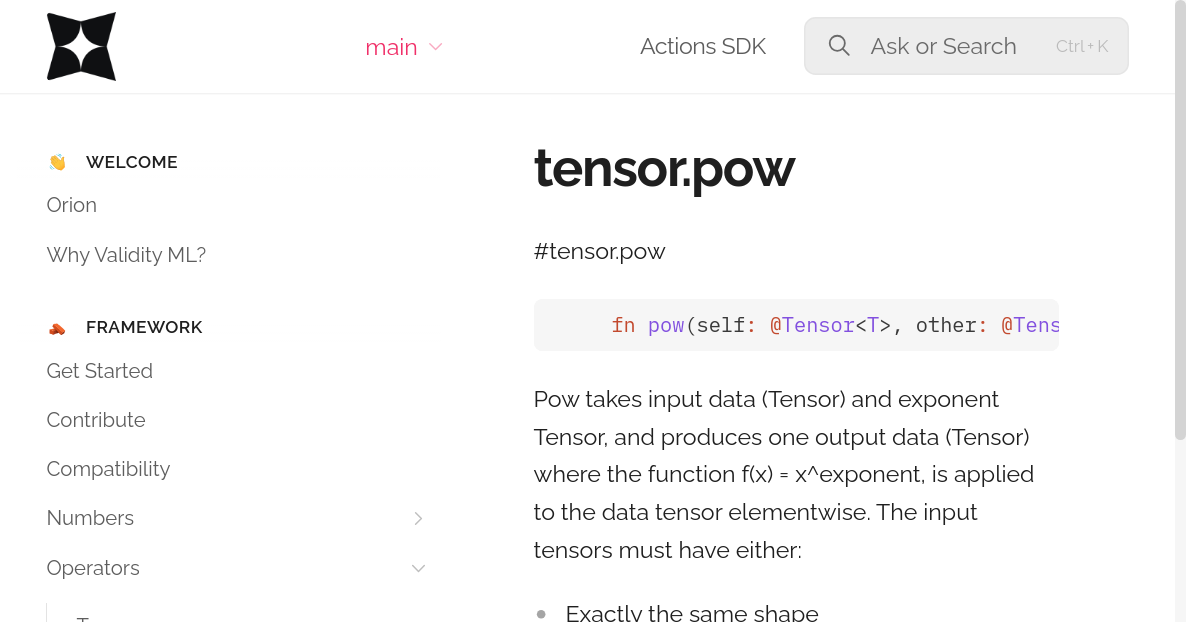 main
Actions SDK
Ask or Search
Ctrl + K
WELCOME
Orion
Why Validity ML?
FRAMEWORK
Get Started
Contribute
Compatibility
Numbers
Operators
tensor.pow
#tensor.pow
fn pow(self: @Tensor<T>, other: @Tens
Pow takes input data (Tensor) and exponent
Tensor, and produces one output data (Tensor)
where the function f(x) = x^exponent, is applied
to the data tensor elementwise. The input
tensors must have either:
Exactly the same shape